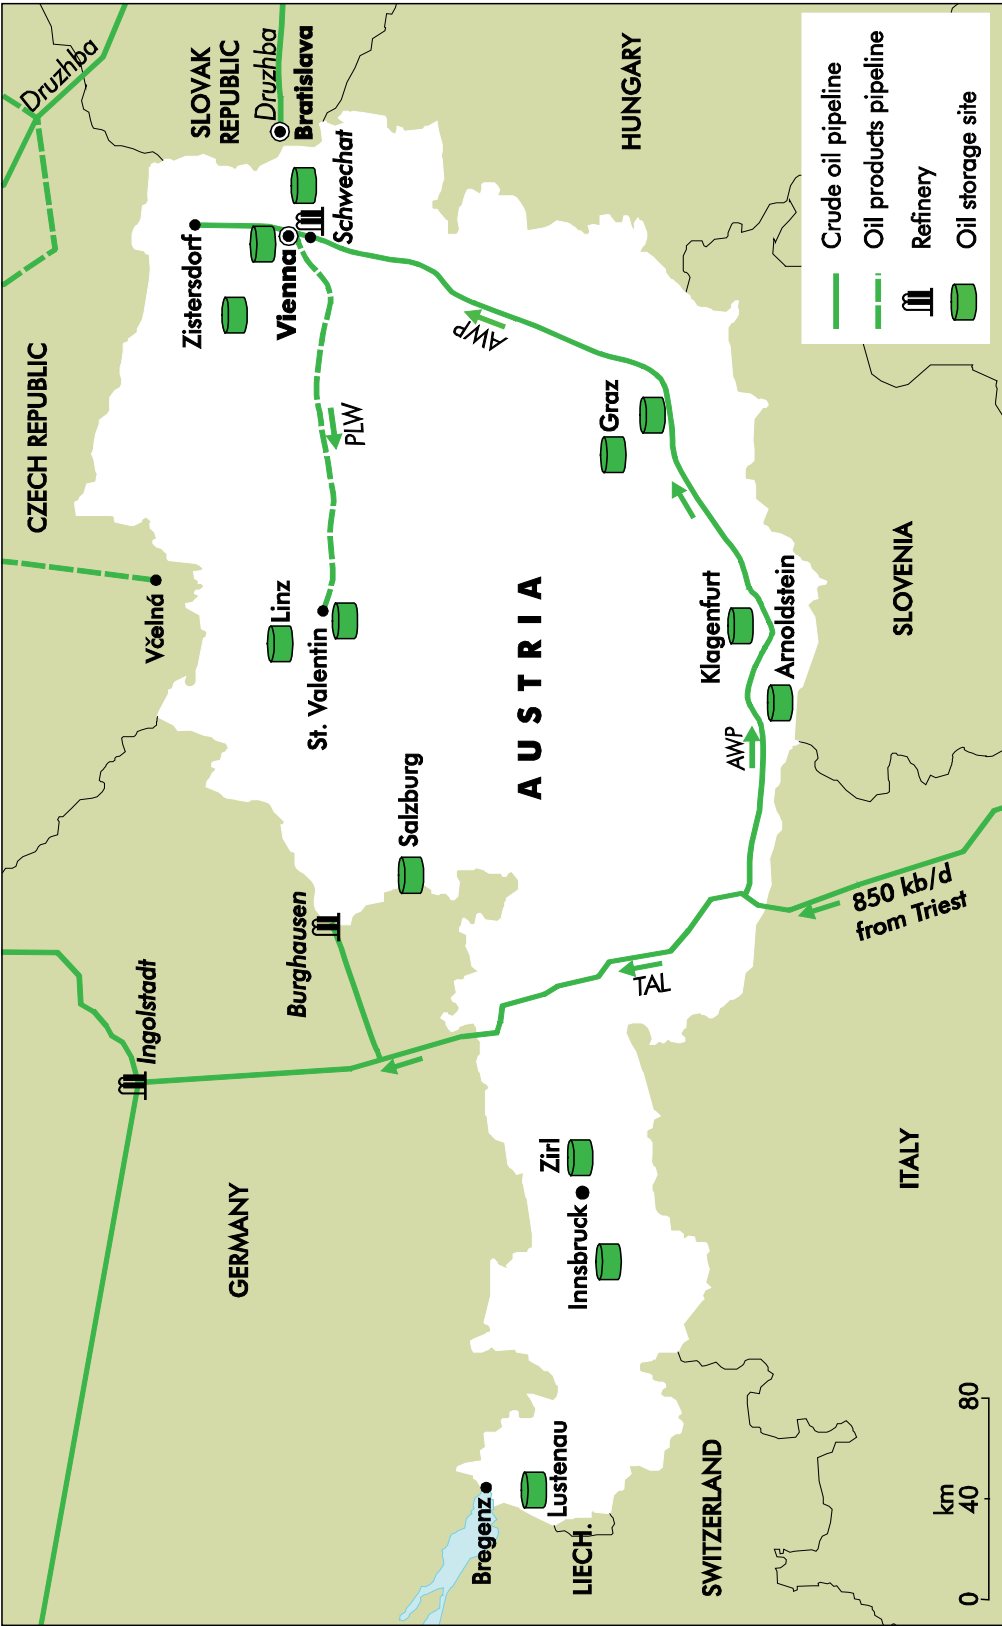 Druzhba
CZECH REPUBLIC
SLOVAK
REPUBLIC
Druzhba
Bratislava
Včelná
Zistersdorf
Vienna
Schwechat
Ingolstadt
GERMANY
Burghausen
Linz
St. Valentin
PLW
Salzburg
AUSTRIA
HUNGARY
AWP
Graz
Bregenz
Lustenau
LIECH.
Innsbruck
Zirl
TAL
AWP
Klagenfurt
Arnoldstein
SLOVENIA
850 kb/d
from Triest
ITALY
SWITZERLAND
km
0 40 80
Crude oil pipeline
Oil products pipeline
Refinery
Oil storage site